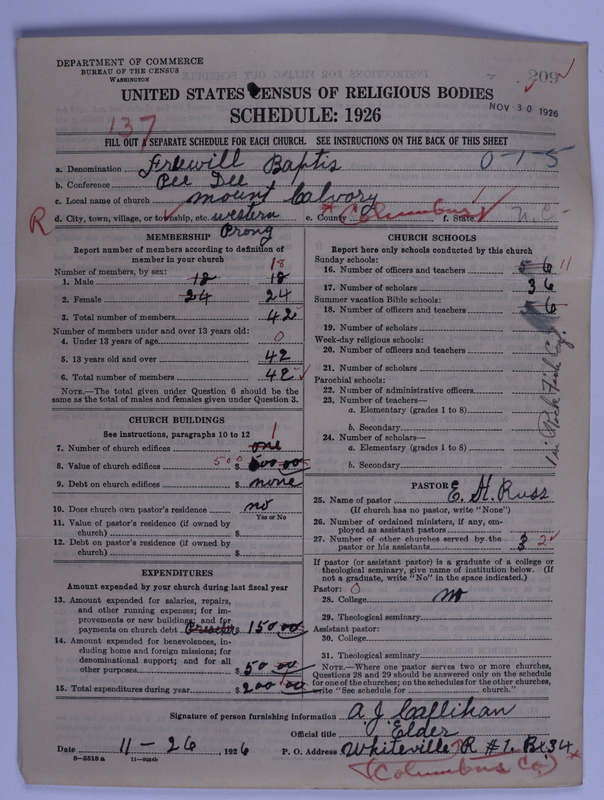 DEPARTMENT OF COMMERCE
BUREAU OF THE CENSUS
WASHINGTON
209
UNITED STATES CENSUS OF RELIGIOUS BODIES
NOV 30 1926
SCHEDULE: 1926
137
FILL OUT A SEPARATE SCHEDULE FOR EACH CHURCH. SEE INSTRUCTIONS ON THE BACK OF THIS SHEET
a. Denomination Freewill Baptis 0-1-5
b. Conference Pee Dee
c. Local name of church mount Calvory
R d. City, town, village, or township, etc. western Prong e. County Columbus f. State N.C.
MEMBERSHIP
Report number of members according to definition of
member in your church
Number of members, by sex: 18
1. Male 18 18
2. Female 24 24
3. Total number of members 42
Number of members under and over 13 years old:
4. Under 13 years of age 0
5. 13 years old and over 42
6. Total number of members 42
NOTE.—The total given under Question 6 should be the
same as the total of males and females given under Question 3.
CHURCH BUILDINGS
See instructions, paragraphs 10 to 12
7. Number of church edifices one 1
8. Value of church edifices 500 $ 500 00
9. Debt on church edifices $ none
10. Does church own pastor's residence no
Yes or No
11. Value of pastor's residence (if owned by
church) $
12. Debt on pastor's residence (if owned by
church) $
EXPENDITURES
Amount expended by your church during last fiscal year
13. Amount expended for salaries, repairs,
and other running expenses; for im-
provements or new building; and for
payments on church debt $ 150 00
14. Amount expended for benevolences, in-
cluding home and foreign missions; for
denominational support; and for all
other purposes $ 50 00
15. Total expenditures during year $ 200 00
CHURCH SCHOOLS
Report here only schools conducted by this church
Sunday schools:
16. Number of officers and teachers 5 6 11
17. Number of scholars 36
Summer vacation Bible schools:
18. Number of officers and teachers 5 6
19. Number of scholars
Week-day religious schools:
20. Number of officers and teachers
21. Number of scholars
Parochial schools:
22. Number of administrative officers
23. Number of teachers—
a. Elementary (grades 1 to 8)
b. Secondary
24. Number of scholars—
a. Elementary (grades 1 to 8)
b. Secondary
PASTOR
25. Name of pastor E. H. Russ
(If church has no pastor, write "None")
26. Number of ordained ministers, if any, em-
ployed as assistant pastors
27. Number of other churches served by the
pastor or his assistants 3 2
If pastor (or assistant pastor) is a graduate of a college or
theological seminary, give name of institution below. (If
not a graduate, write "No" in the space indicated.)
Pastor: 0
28. College no
29. Theological seminary
Assistant pastor:
30. College
31. Theological seminary
NOTE.—Where one pastor serves two or more churches,
Questions 28 and 29 should be answered only on the schedule
for one of the churches; on the schedules for the other churches,
write "See schedule for church."
Signature of person furnishing information A. J. Callihan
Official title Elder
Date 11-26, 1926 P. O. Address Whiteville R #1. Bx34
8-5518a 11-9024b
(Columbus Co)